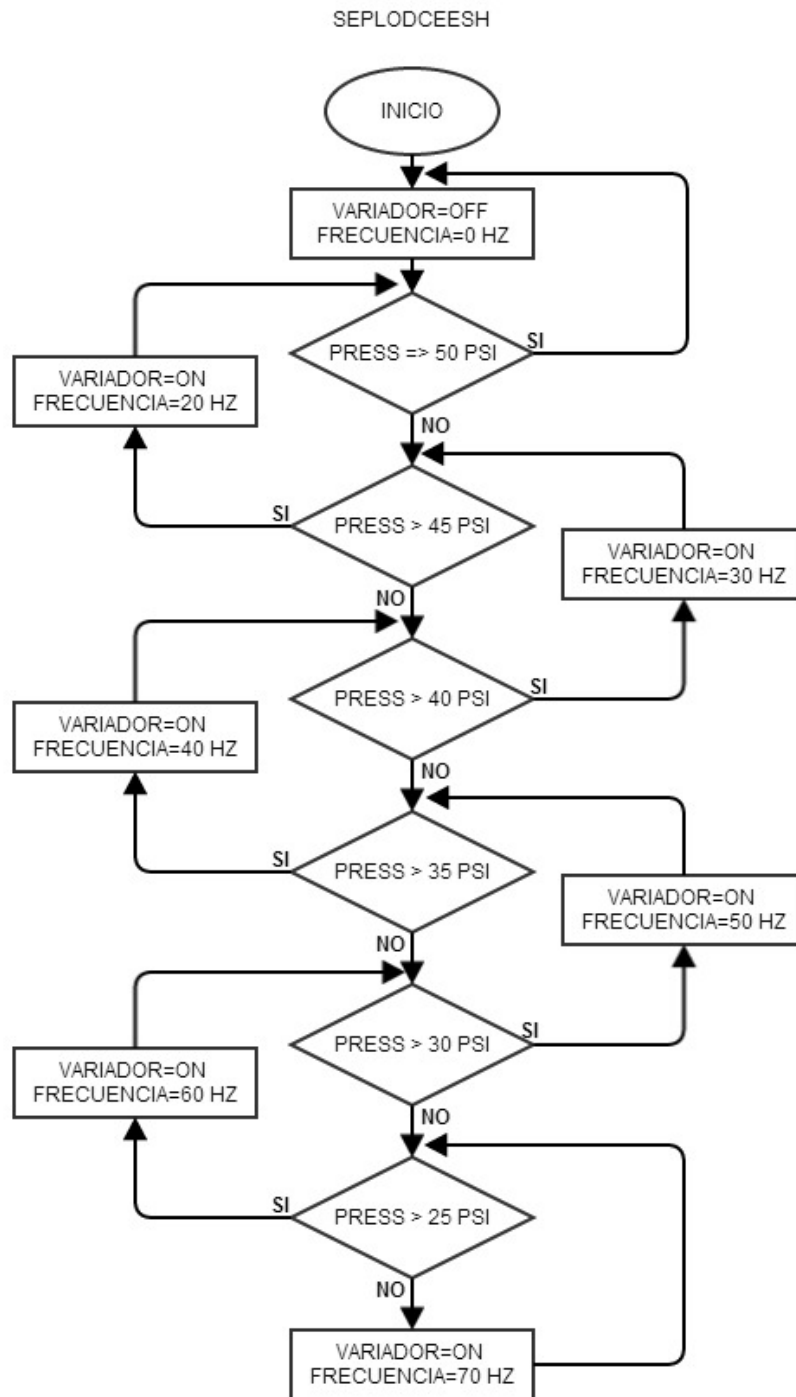 SEPLODCEESH
INICIO
VARIADOR=OFF
FRECUENCIA=0 HZ
PRESS => 50 PSI
SI
VARIADOR=ON
FRECUENCIA=20 HZ
NO
SI
PRESS > 45 PSI
VARIADOR=ON
FRECUENCIA=30 HZ
NO
PRESS > 40 PSI
SI
VARIADOR=ON
FRECUENCIA=40 HZ
NO
SI
PRESS > 35 PSI
VARIADOR=ON
FRECUENCIA=50 HZ
NO
PRESS > 30 PSI
SI
VARIADOR=ON
FRECUENCIA=60 HZ
NO
SI
PRESS > 25 PSI
NO
VARIADOR=ON
FRECUENCIA=70 HZ